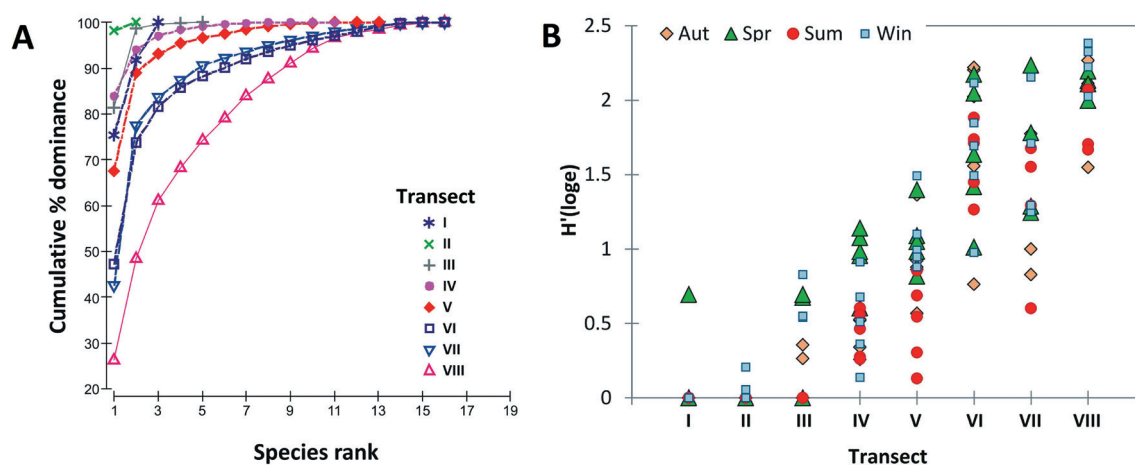 A
Cumulative % dominance
100
90
80
70
60
50
40
30
20
1
3
5
7
9
11
13
15
17
19
Species rank
Transect
I
II
III
IV
V
VI
VII
VIII
B
Aut
Spr
Sum
Win
H'(loge)
2.5
2
1.5
1
0.5
0
I
II
III
IV
V
VI
VII
VIII
Transect